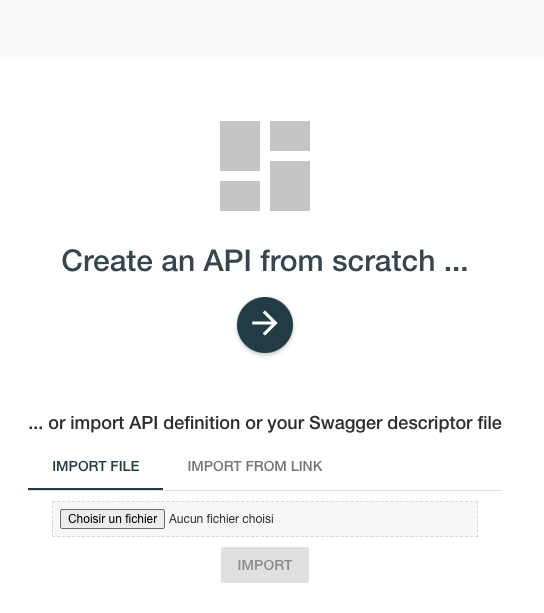 Create an API from scratch ...
... or import API definition or your Swagger descriptor file
IMPORT FILE IMPORT FROM LINK
Choisir un fichier Aucun fichier choisi
IMPORT